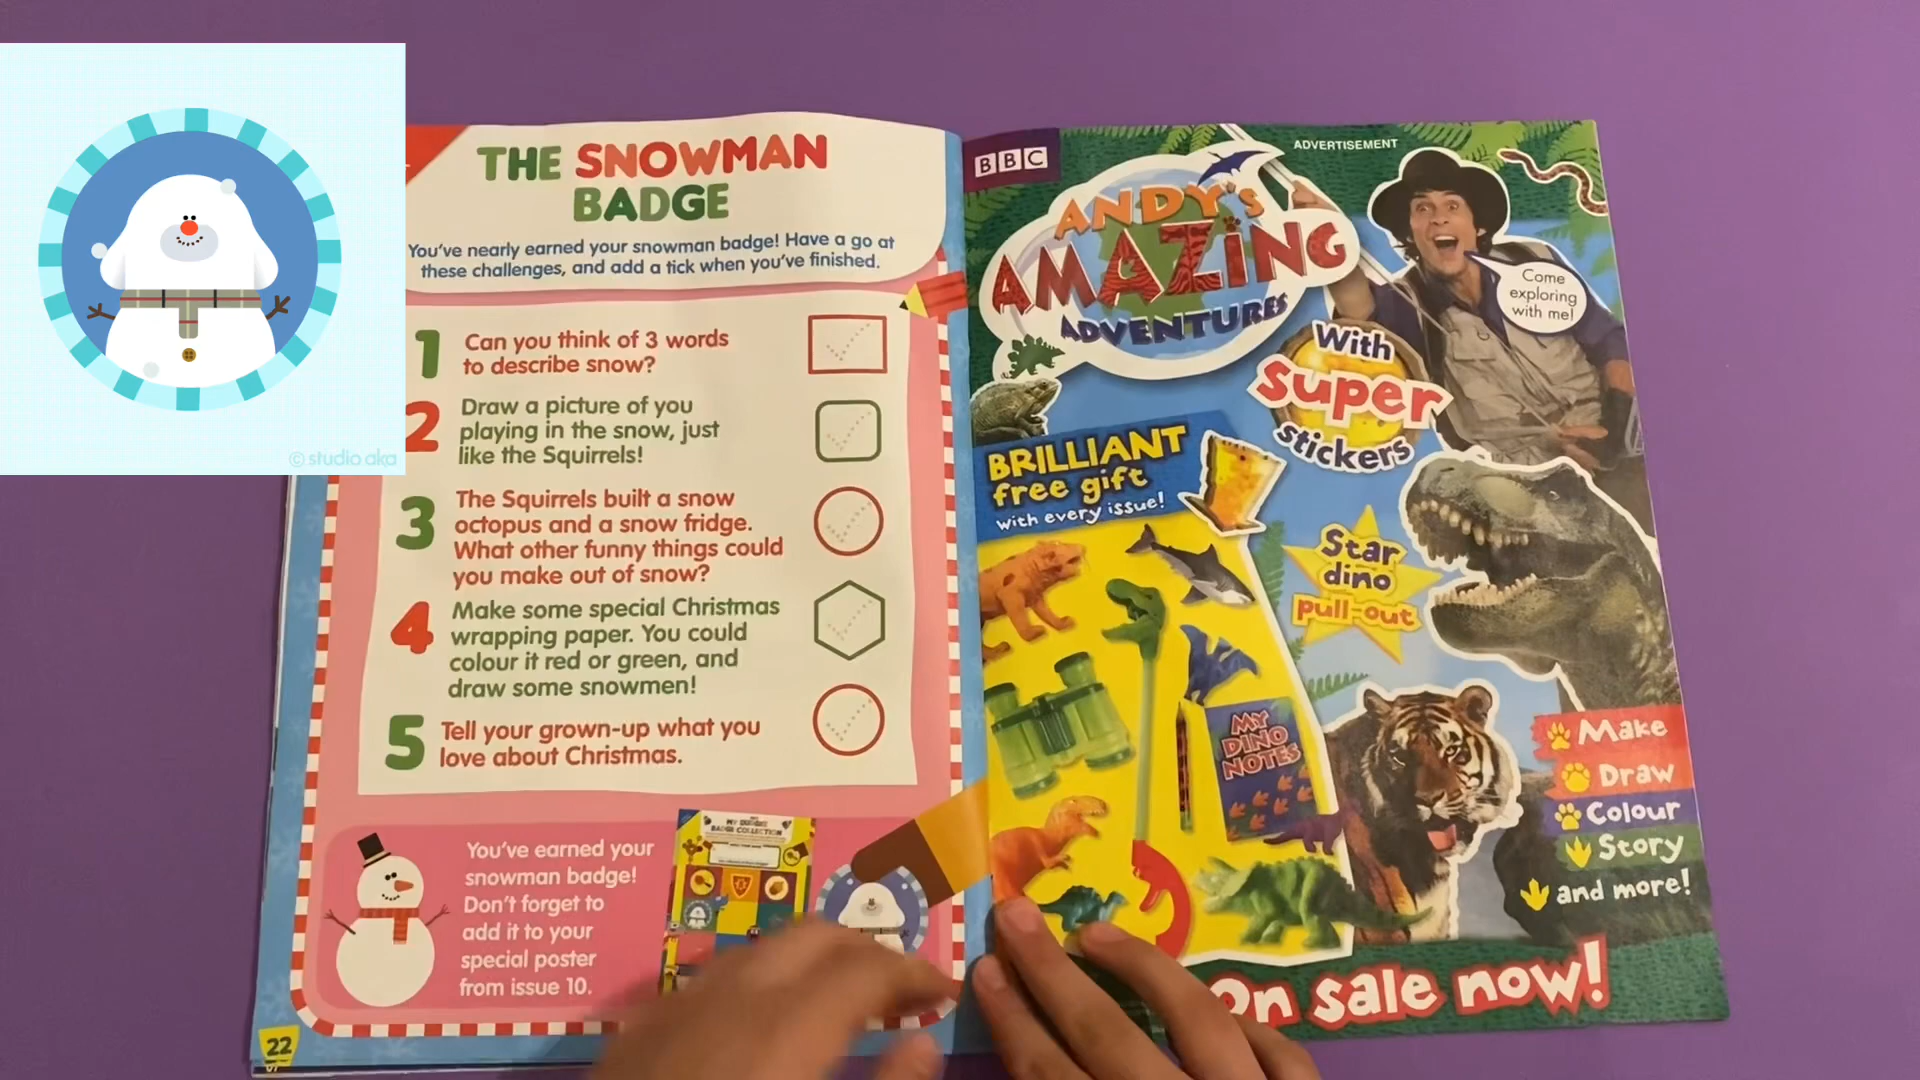 © studio aka
THE SNOWMAN
BADGE
You've nearly earned your snowman badge! Have a go at
these challenges, and add a tick when you've finished.
1 Can you think of 3 words
to describe snow?
2 Draw a picture of you
playing in the snow, just
like the Squirrels!
3 The Squirrels built a snow
octopus and a snow fridge.
What other funny things could
you make out of snow?
4 Make some special Christmas
wrapping paper. You could
colour it red or green, and
draw some snowmen!
5 Tell your grown-up what you
love about Christmas.
You've earned your
snowman badge!
Don't forget to
add it to your
special poster
from issue 10.
MY DUGGEE
BADGE COLLECTION
22
BBC
ADVERTISEMENT
ANDY's
AMAZING
ADVENTURES
Come
exploring
with me!
With
super
stickers
BRILLIANT
free gift
with every issue!
Star
dino
pull-out
MY
DINO
NOTES
Make
Draw
Colour
Story
and more!
On sale now!